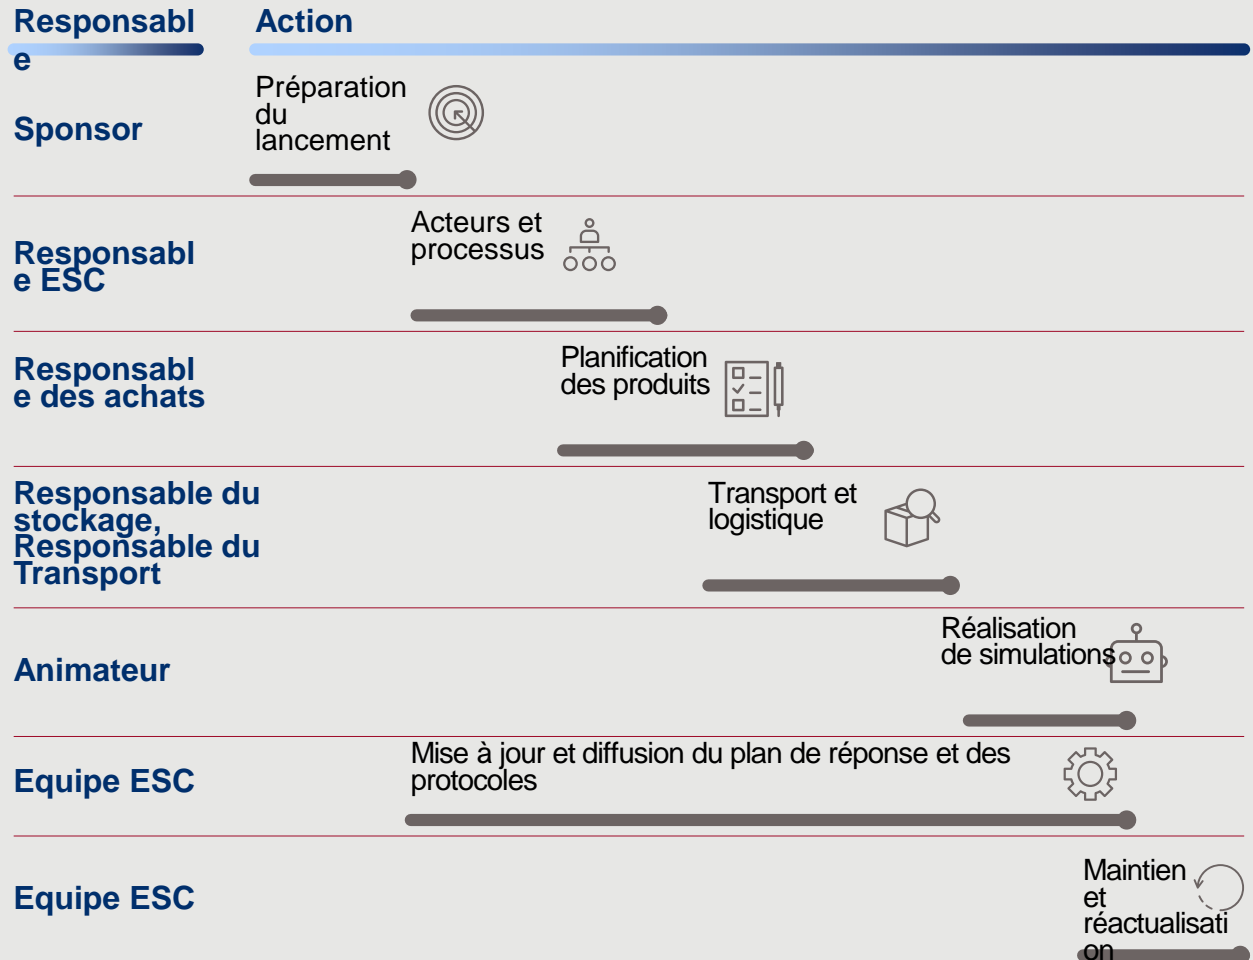 Responsabl
e
Action
Sponsor
Préparation
du
lancement
Responsabl
e ESC
Acteurs et
processus
Responsabl
e des achats
Planification
des produits
Responsable du
stockage,
Responsable du
Transport
Transport et
logistique
Animateur
Réalisation
de simulations
Equipe ESC
Mise à jour et diffusion du plan de réponse et des
protocoles
Equipe ESC
Maintien
et
réactualisati
on